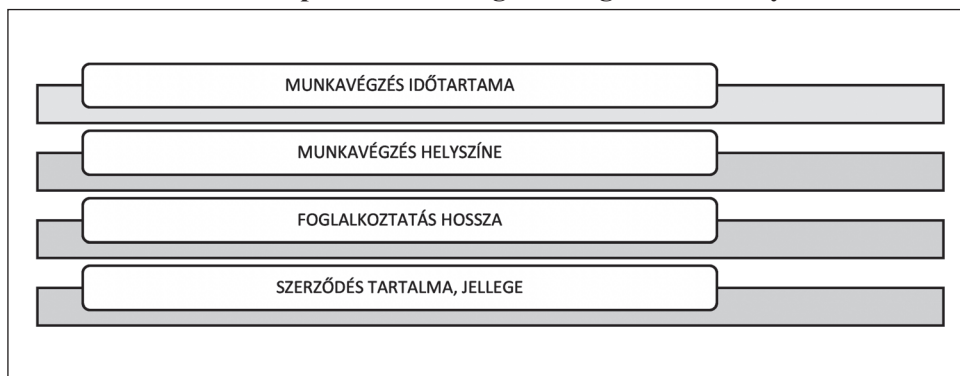 MUNKAVÉGZÉS IDŐTARTAMA
MUNKAVÉGZÉS HELYSZÍNE
FOGLALKOZTATÁS HOSSZA
SZERZŐDÉS TARTALMA, JELLEGE